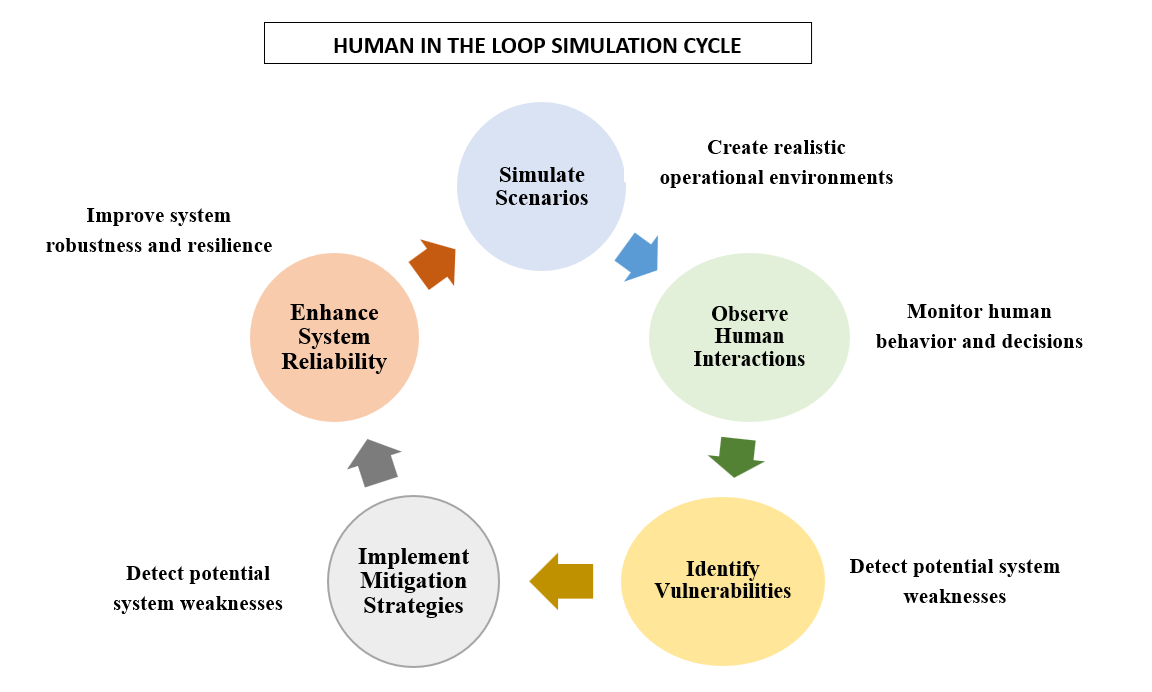 HUMAN IN THE LOOP SIMULATION CYCLE
Simulate
Scenarios
Create realistic
operational environments
Observe
Human
Interactions
Monitor human
behavior and decisions
Identify
Vulnerabilities
Detect potential system
weaknesses
Implement
Mitigation
Strategies
Detect potential
system weaknesses
Enhance
System
Reliability
Improve system
robustness and resilience